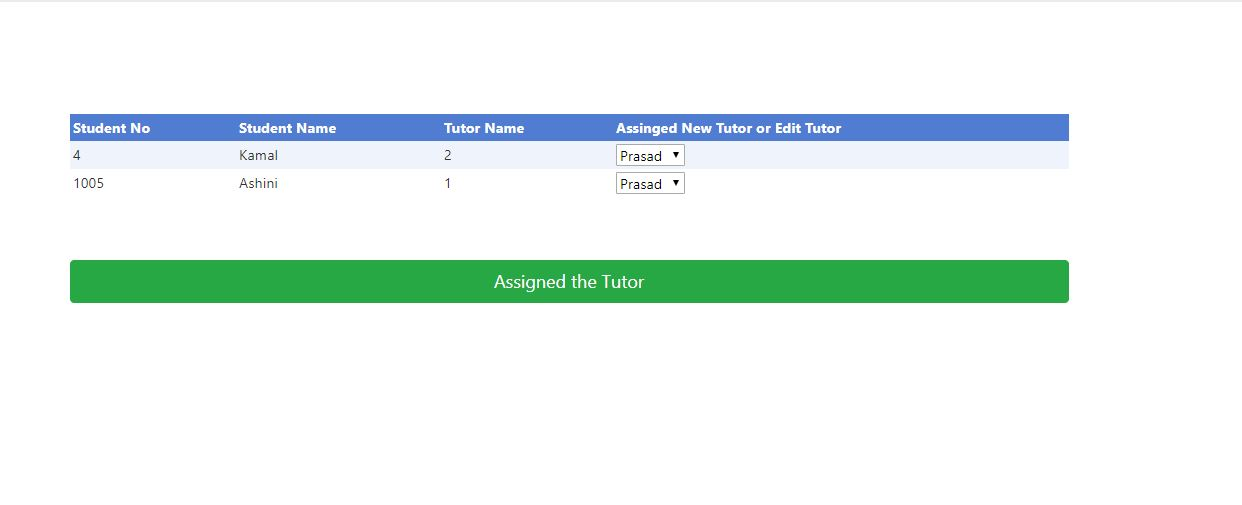 Student No Student Name Tutor Name Assinged New Tutor or Edit Tutor
4 Kamal 2 Prasad
1005 Ashini 1 Prasad
Assigned the Tutor